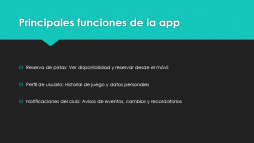 Principales funciones de la app
Reserva de pistas: Ver disponibilidad y reservar desde el móvil
Perfil de usuario: Historial de juego y datos personales
Notificaciones del club: Avisos de eventos, cambios y recordatorios